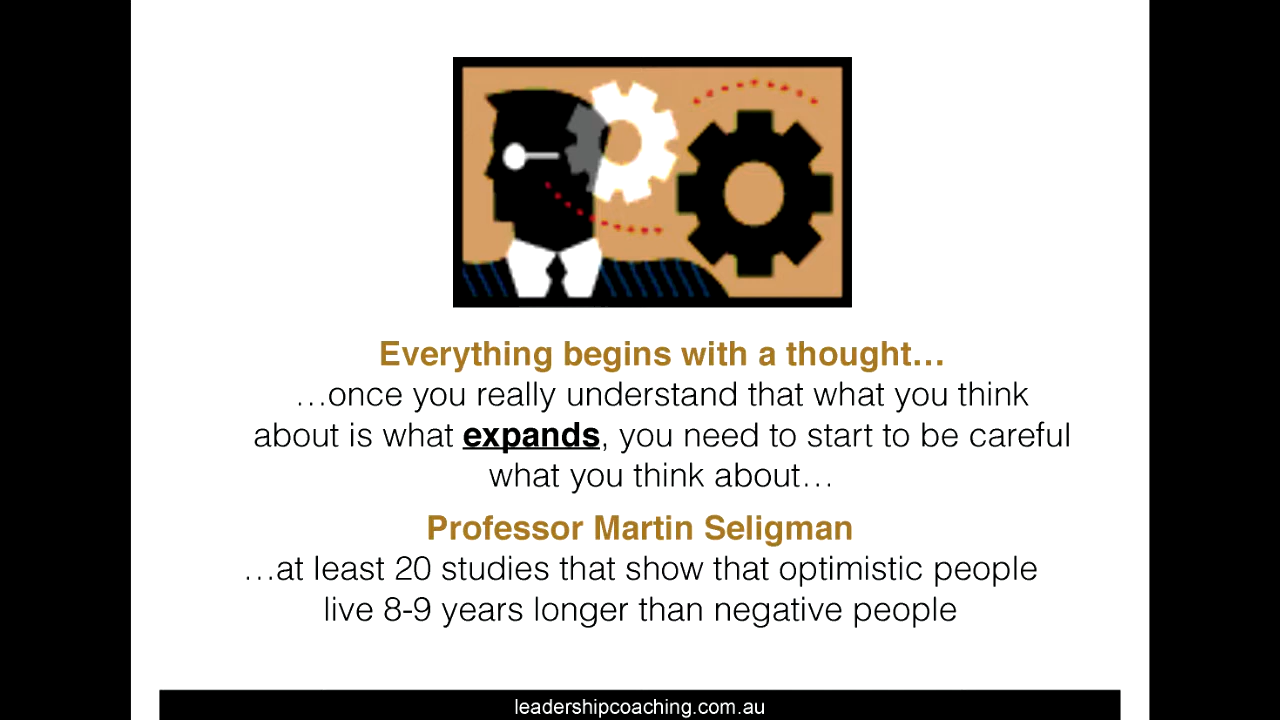 Everything begins with a thought…
…once you really understand that what you think
about is what expands, you need to start to be careful
what you think about…
Professor Martin Seligman
…at least 20 studies that show that optimistic people
live 8-9 years longer than negative people
leadershipcoaching.com.au